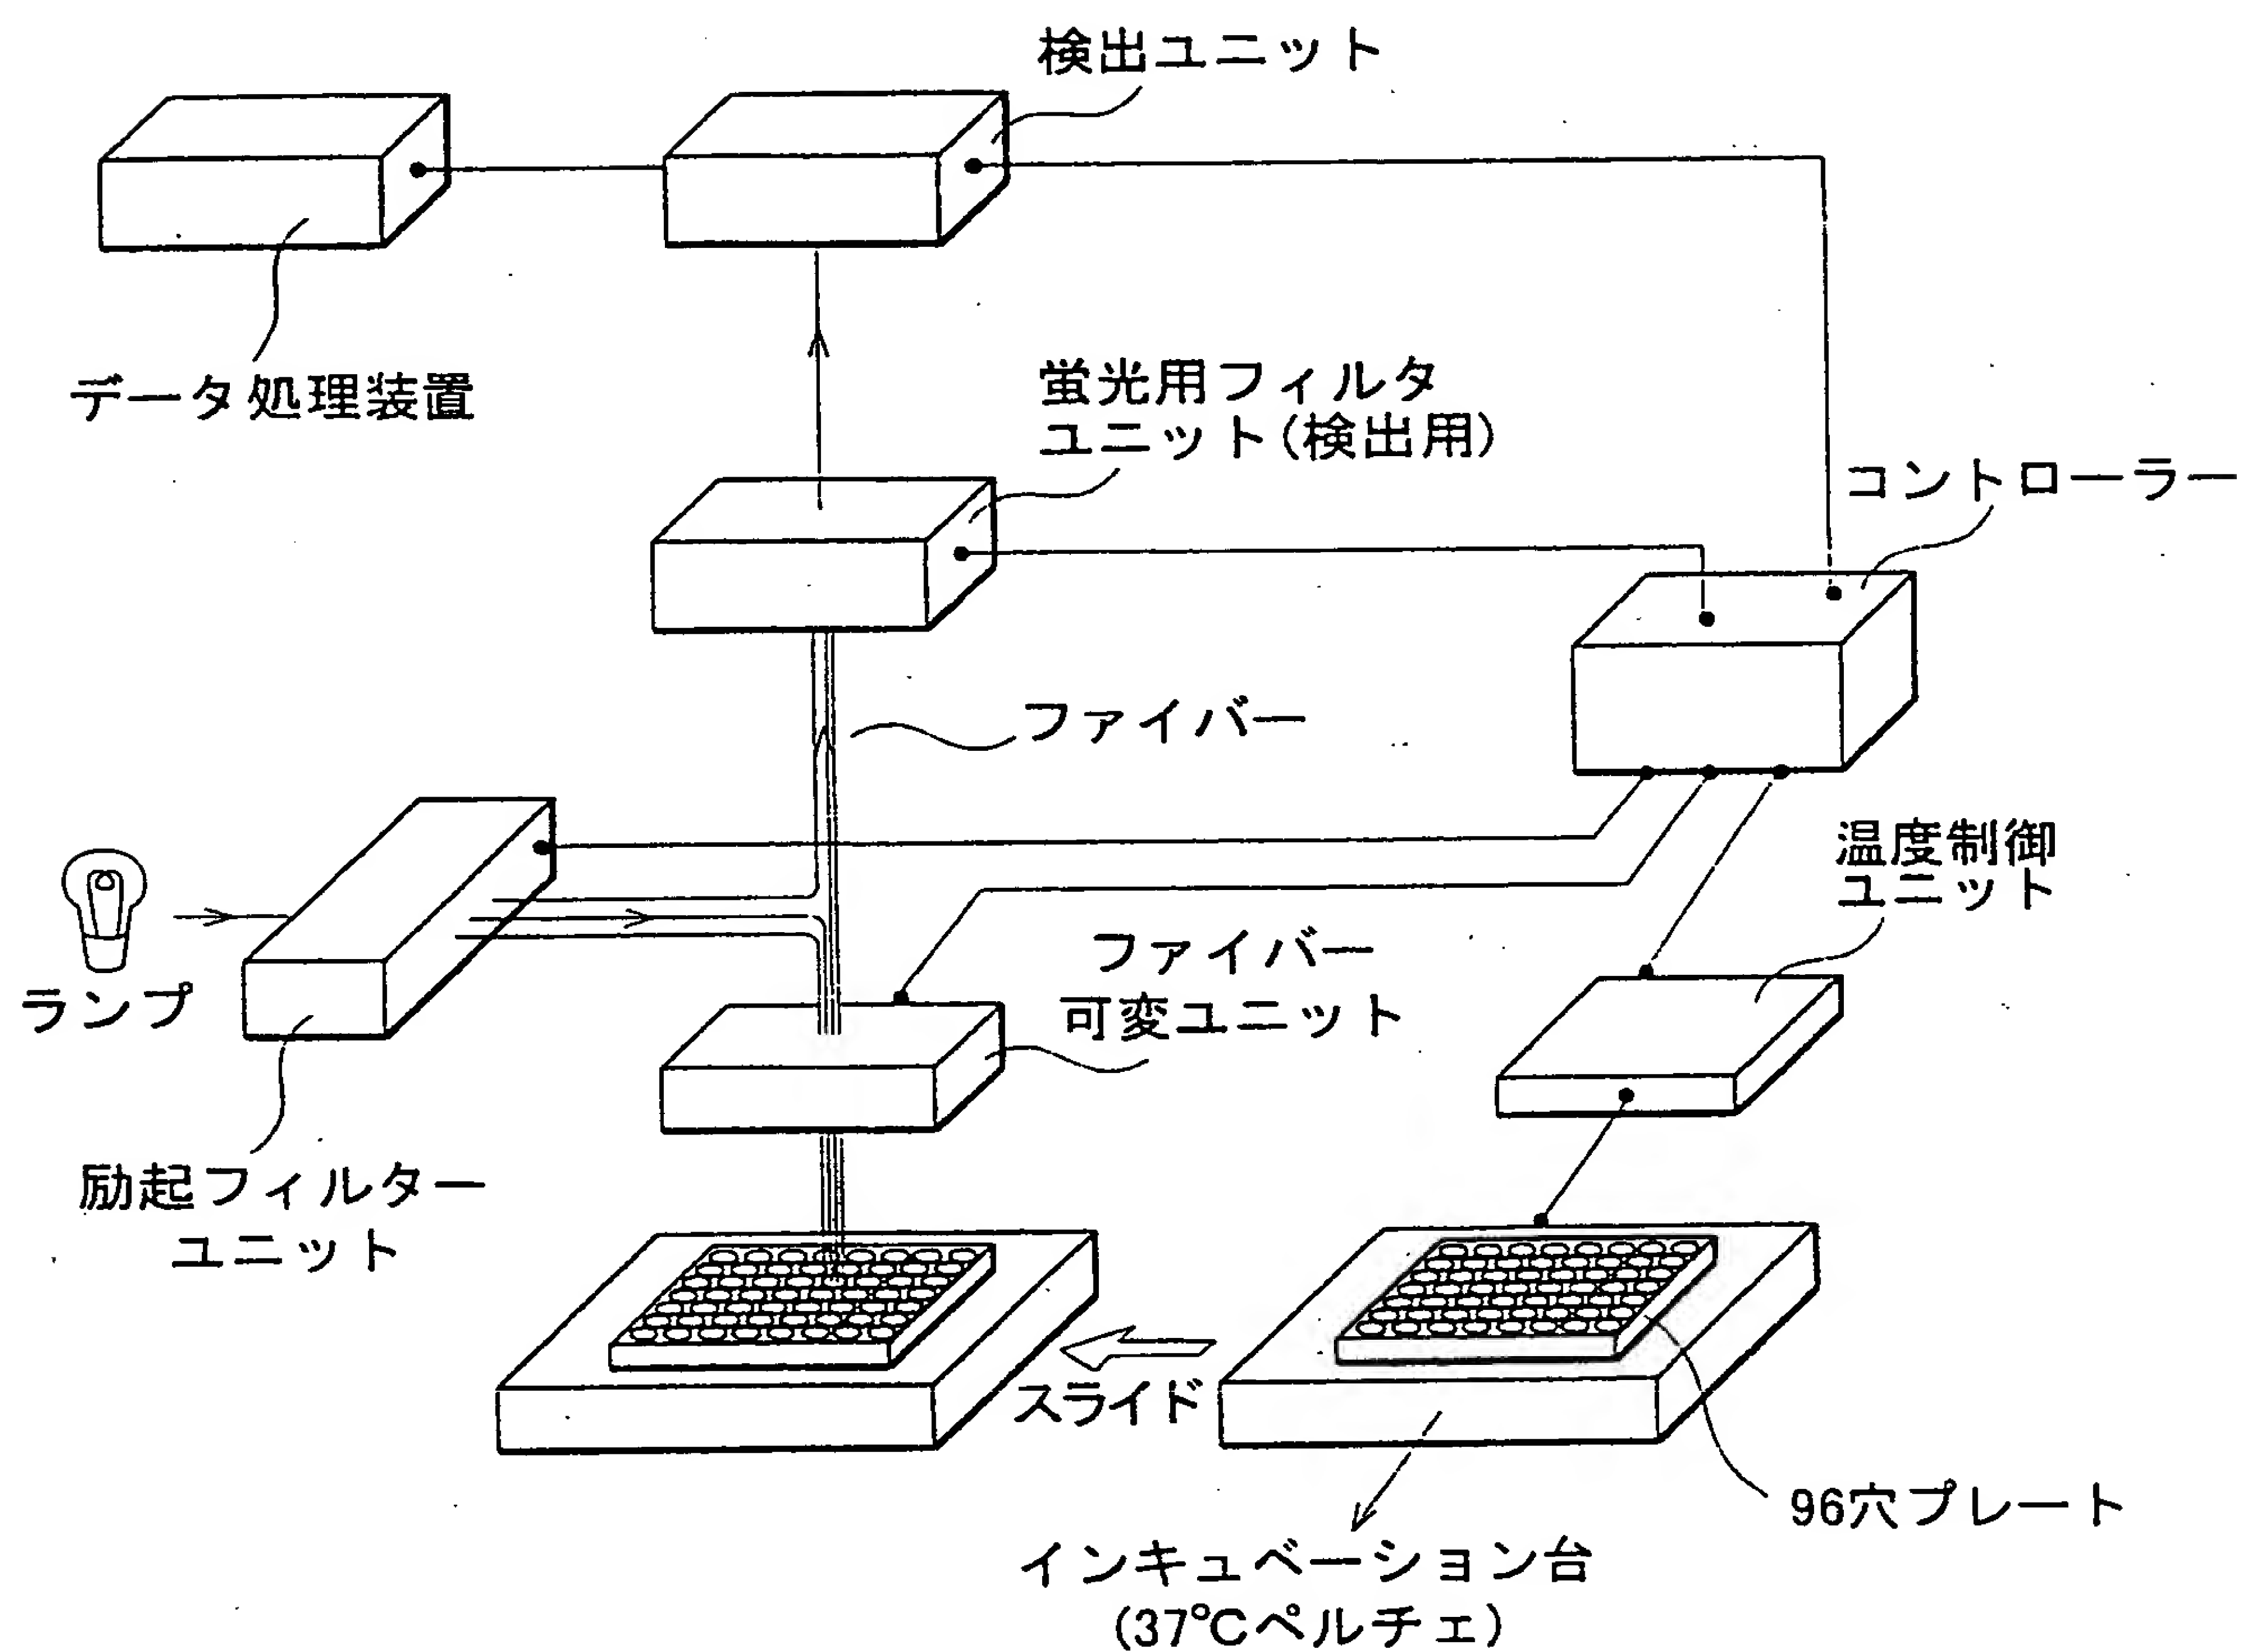 検出ユニット
データ処理装置
蛍光用フィルタ
ユニット(検出用)
コントローラー
ファイバー
温度制御
ユニット
ランプ
ファイバー
可変ユニット
励起フィルター
ユニット
スライド
96穴プレート
インキュベーション台
(37℃ペルチェ)